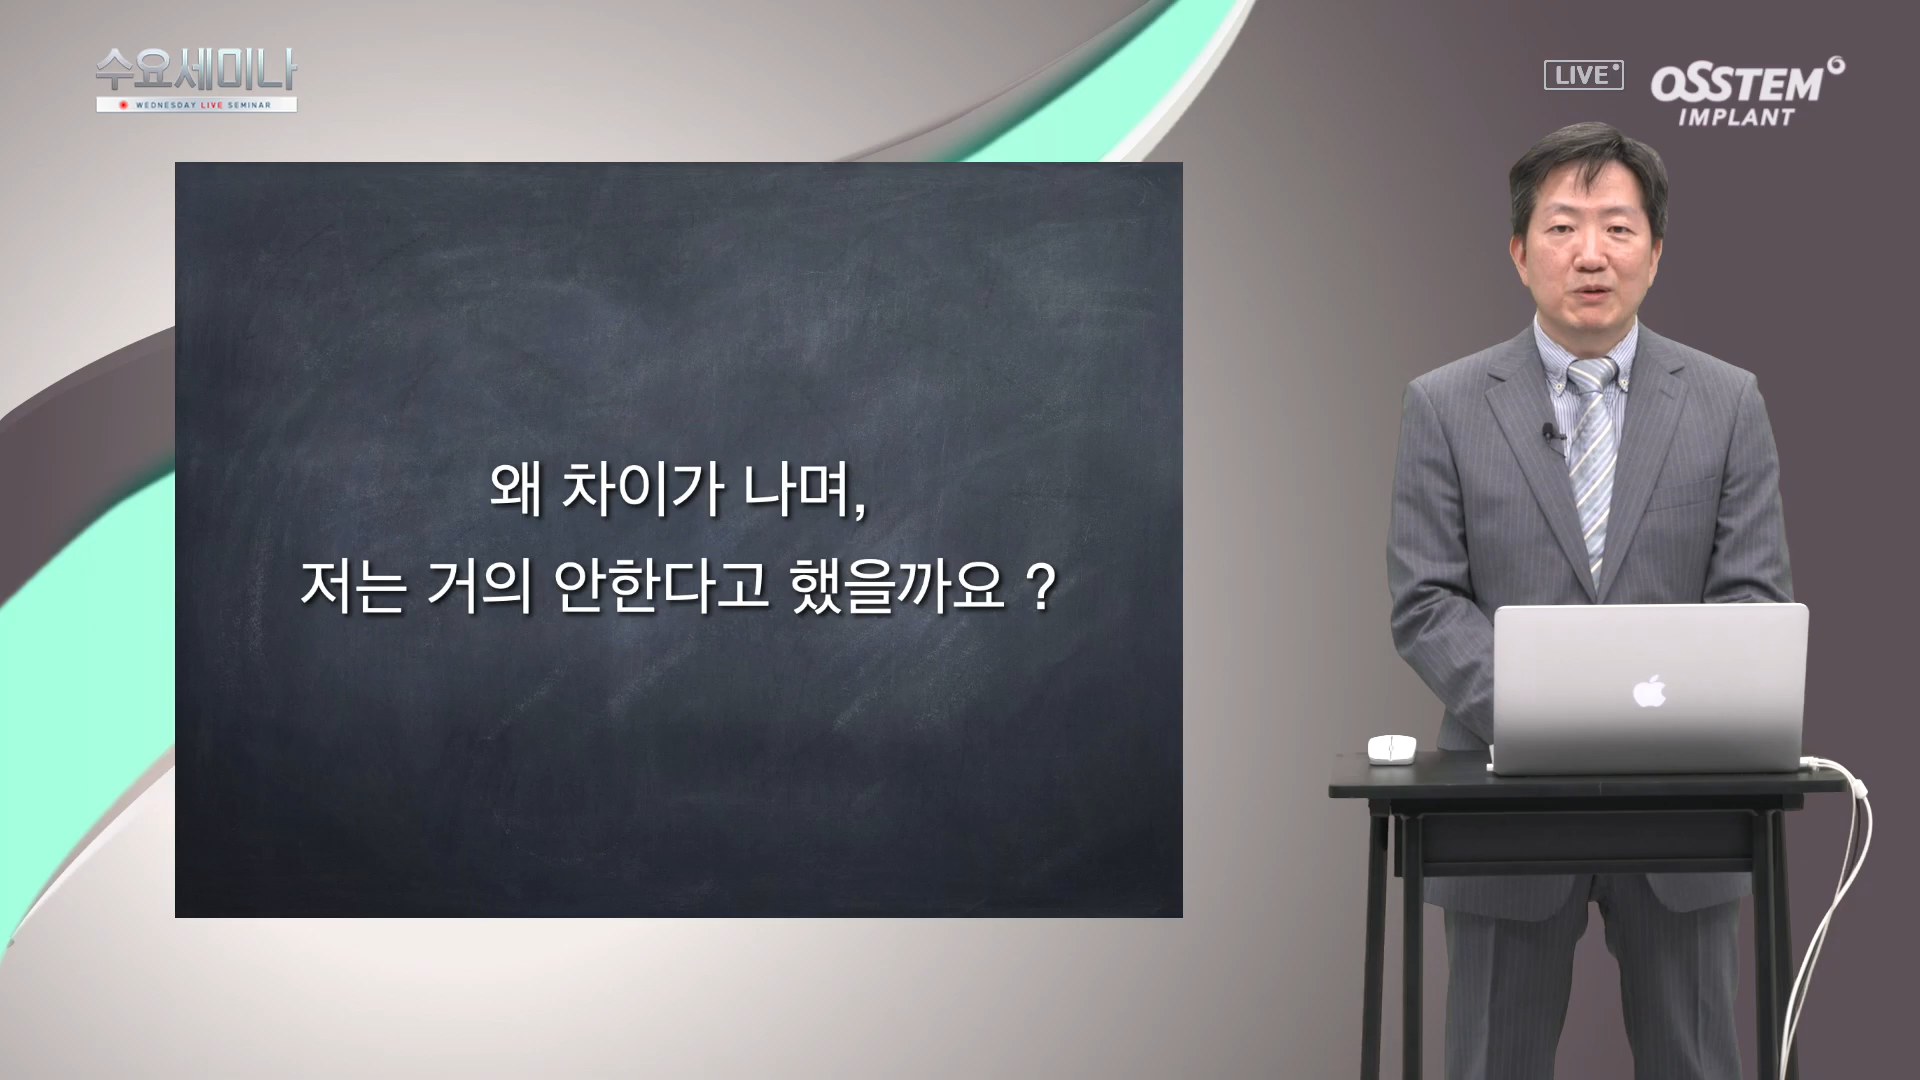 수요세미나
WEDNESDAY LIVE SEMINAR
LIVE
OSSTEM
IMPLANT
왜 차이가 나며,
저는 거의 안한다고 했을까요 ?